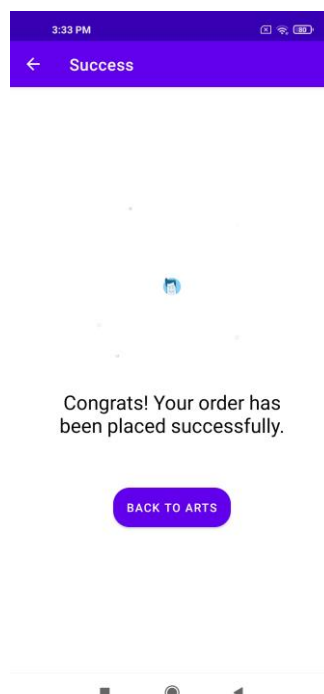 3:33 PM
80
Success
Congrats! Your order has
been placed successfully.
BACK TO ARTS